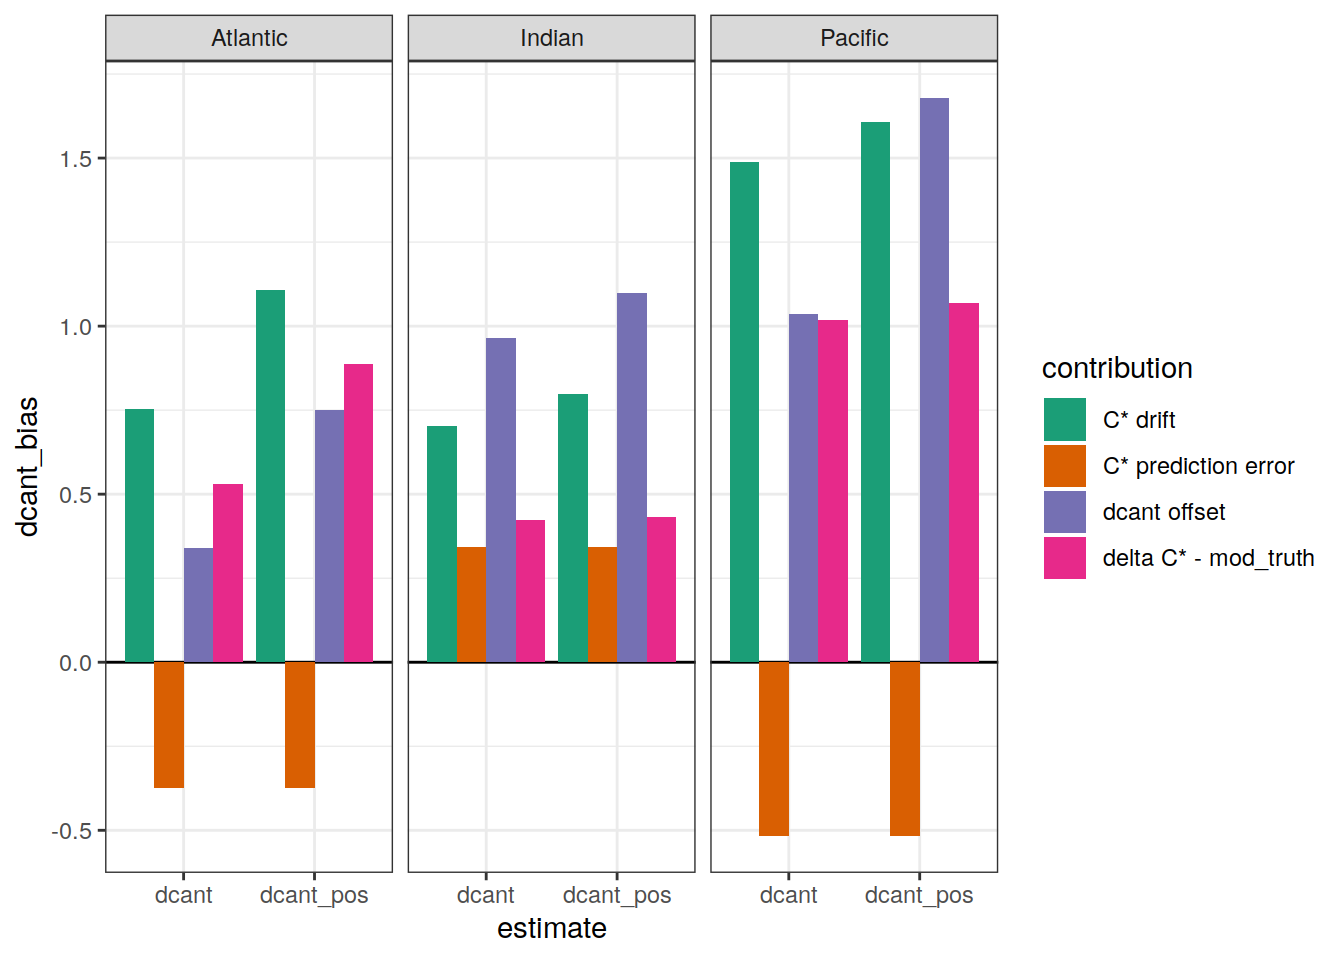 Atlantic
Indian
Pacific
dcant_bias
1.5
1.0
0.5
0.0
-0.5
dcant
dcant_pos
dcant
dcant_pos
dcant
dcant_pos
estimate
contribution
C* drift
C* prediction error
dcant offset
delta C* - mod_truth